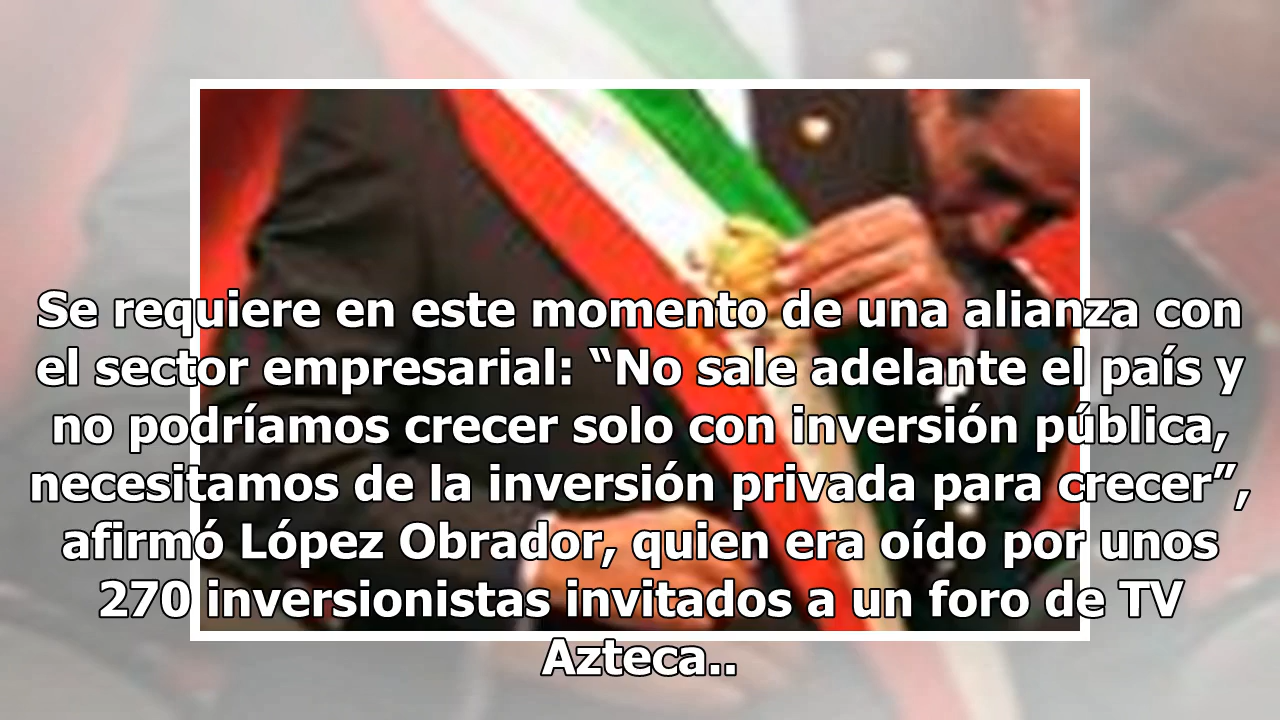 Se requiere en este momento de una alianza con
el sector empresarial: “No sale adelante el país y
no podríamos crecer solo con inversión pública,
necesitamos de la inversión privada para crecer”,
afirmó López Obrador, quien era oído por unos
270 inversionistas invitados a un foro de TV
Azteca..